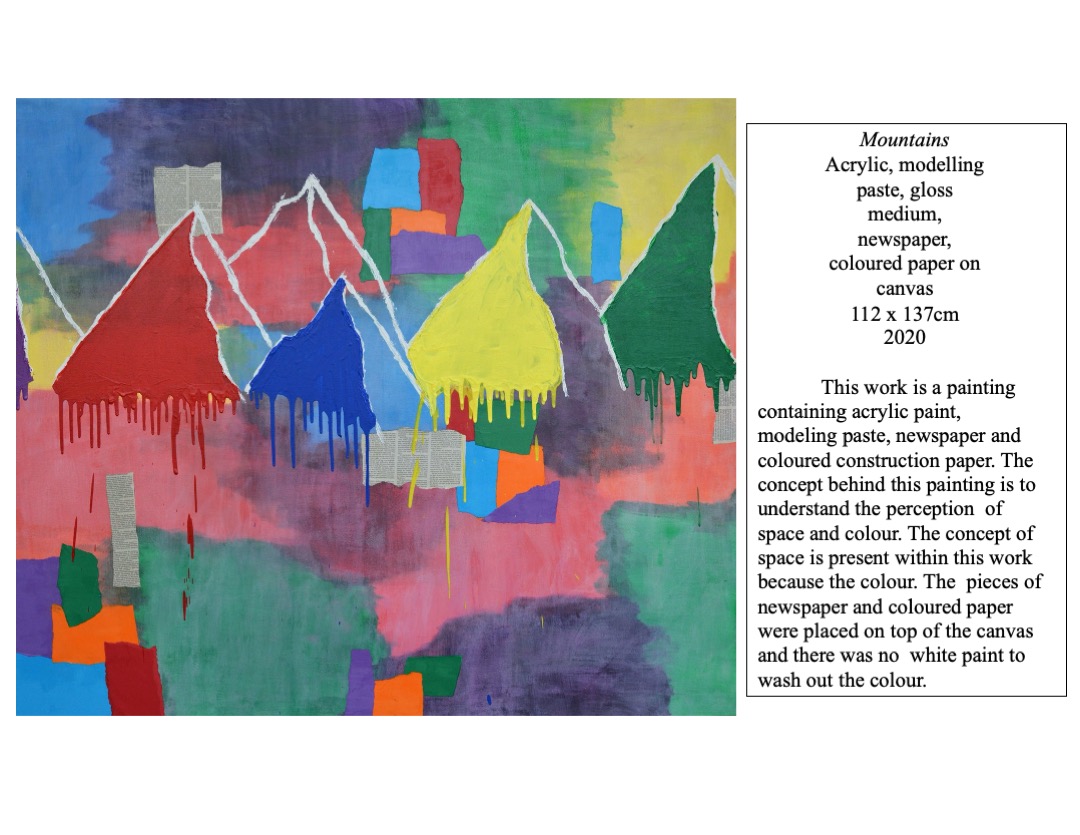 Mountains
Acrylic, modelling
paste, gloss
medium,
newspaper,
coloured paper on
canvas
112 x 137cm
2020
This work is a painting
containing acrylic paint,
modeling paste, newspaper and
coloured construction paper. The
concept behind this painting is to
understand the perception of
space and colour. The concept of
space is present within this work
because the colour. The pieces of
newspaper and coloured paper
were placed on top of the canvas
and there was no white paint to
wash out the colour.